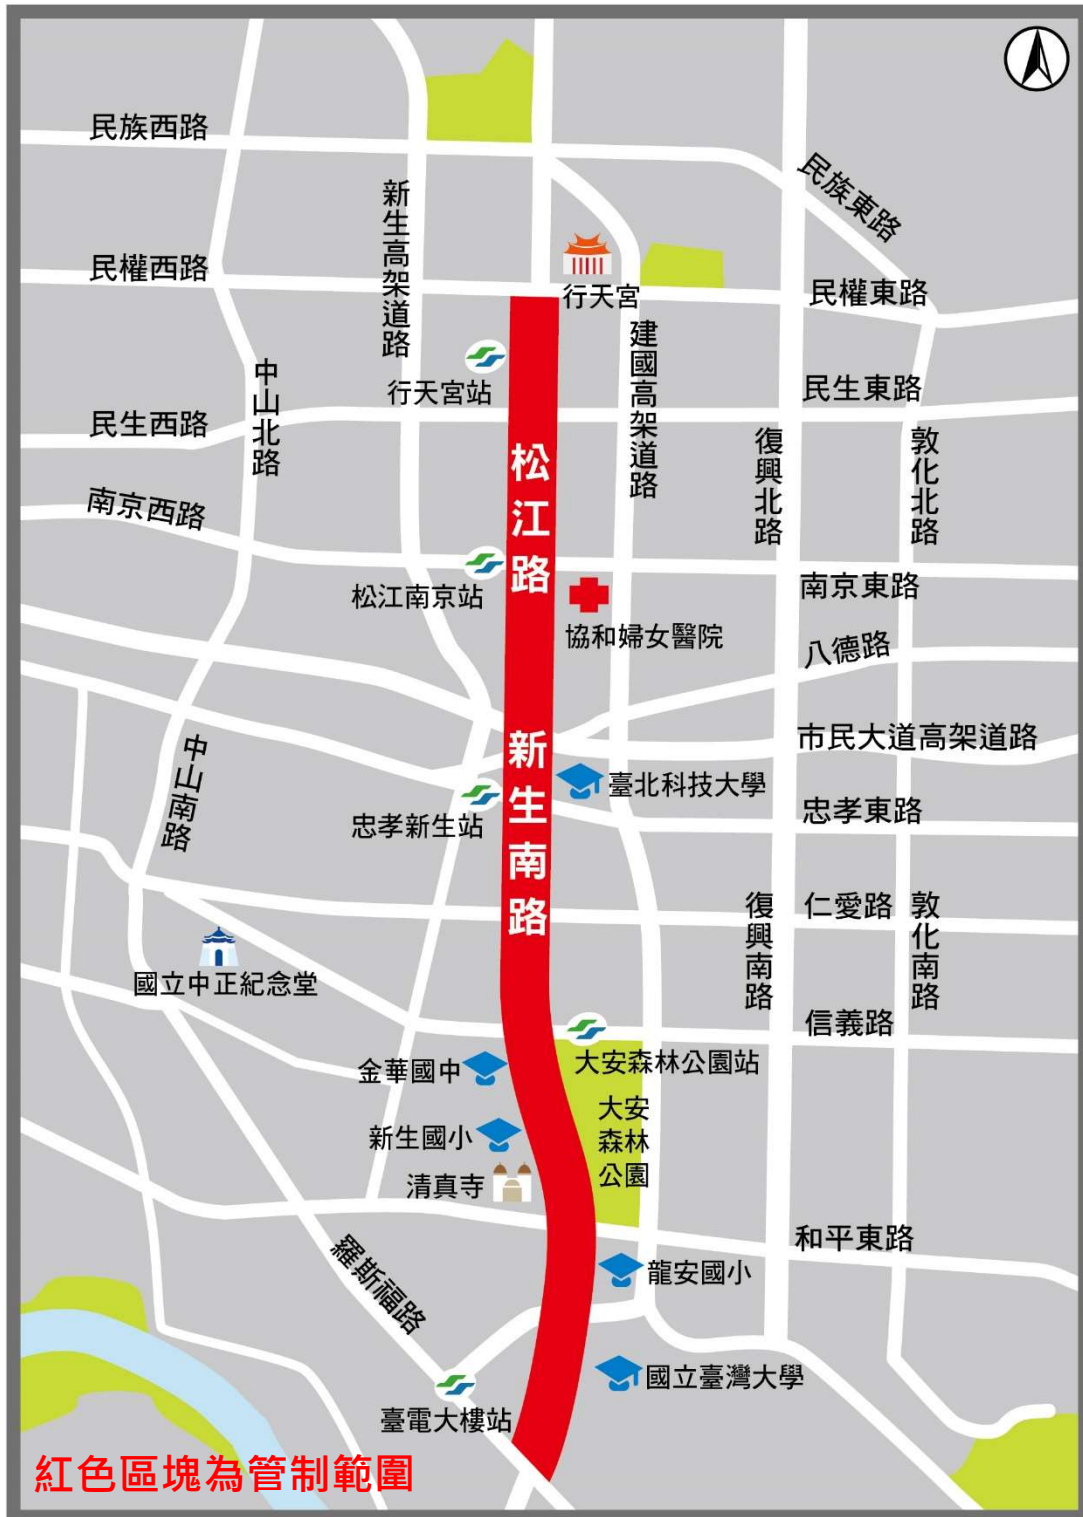 民族西路
民族東路
新生高架道路
民權西路
行天宮
民權東路
建國高架道路
行天宮站
中山北路
民生東路
民生西路
松江路
復興北路
敦化北路
南京西路
松江南京站
南京東路
協和婦女醫院
八德路
中山南路
新生南路
市民大道高架道路
臺北科技大學
忠孝新生站
忠孝東路
復興南路
仁愛路
敦化南路
國立中正紀念堂
信義路
金華國中
大安森林公園站
大安
森林
公園
新生國小
清真寺
和平東路
羅斯福路
龍安國小
國立臺灣大學
臺電大樓站
紅色區塊為管制範圍